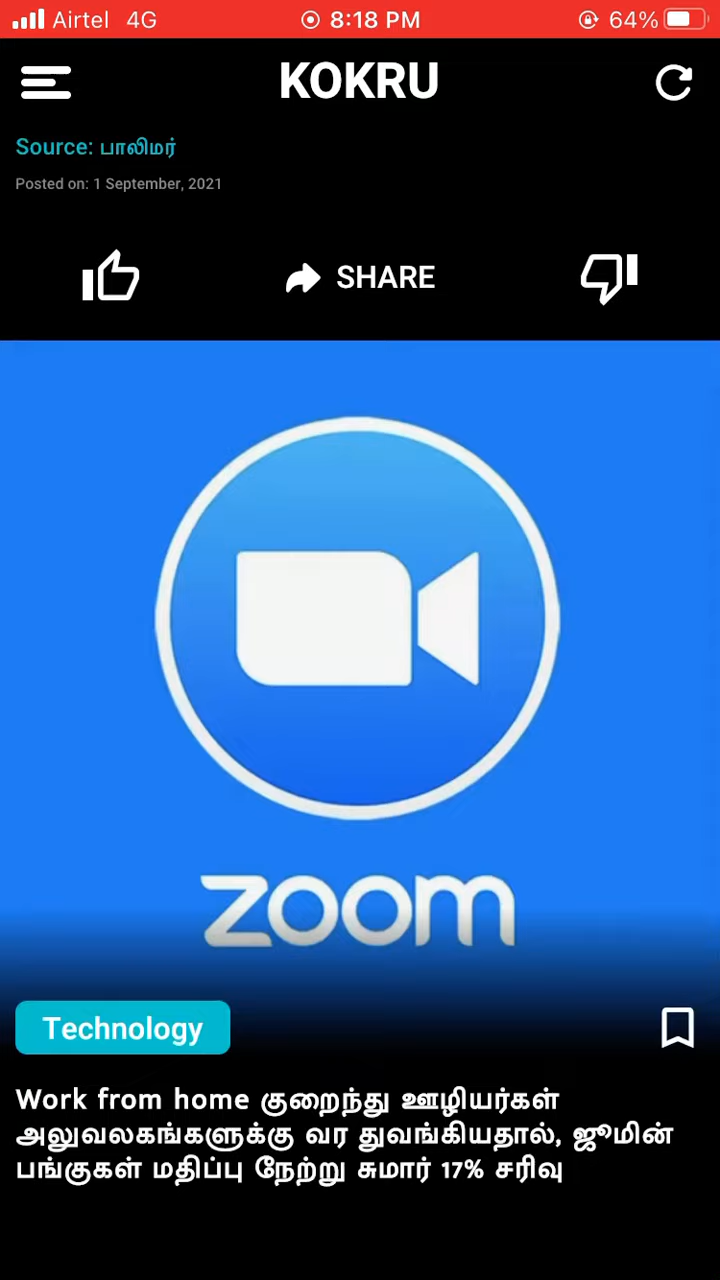 Airtel 4G 8:18 PM 64%
KOKRU
Source: பாலிமர்
Posted on: 1 September, 2021
SHARE
zoom
Technology
Work from home குறைந்து ஊழியர்கள்
அலுவலகங்களுக்கு வர துவங்கியதால், ஜூமின்
பங்குகள் மதிப்பு நேற்று சுமார் 17% சரிவு